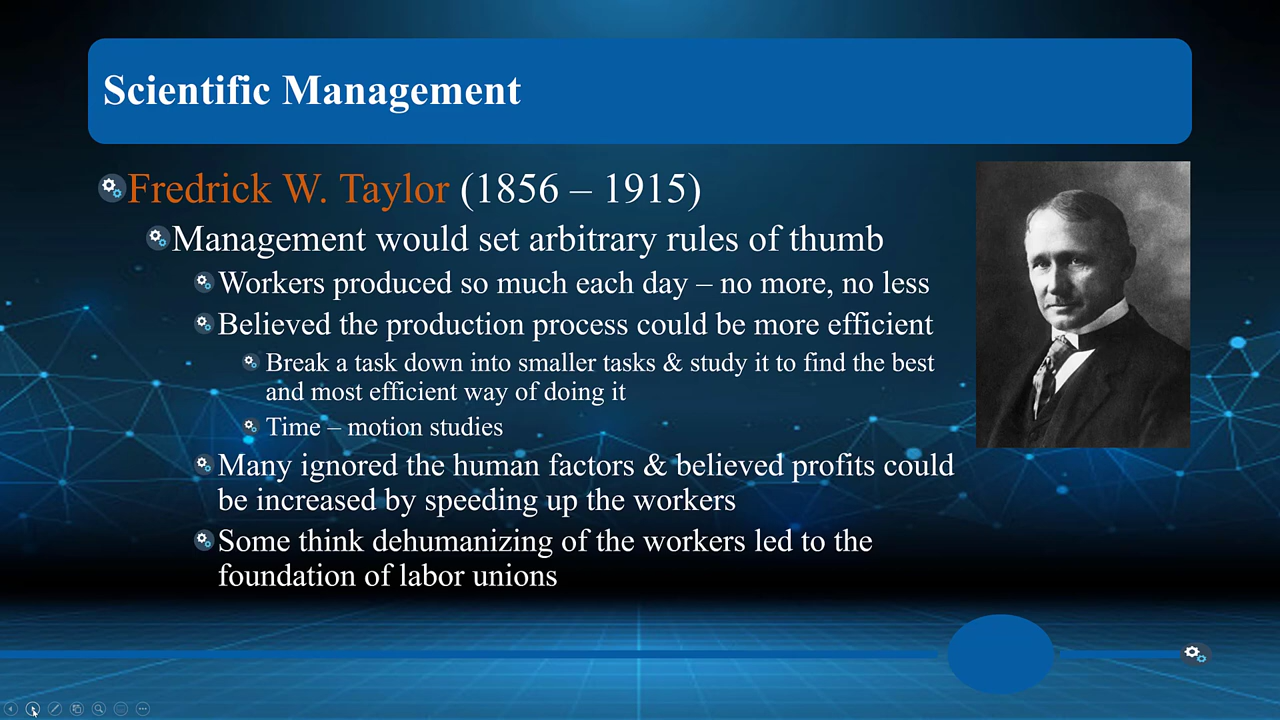 Scientific Management
Fredrick W. Taylor (1856 – 1915)
Management would set arbitrary rules of thumb
Workers produced so much each day – no more, no less
Believed the production process could be more efficient
Break a task down into smaller tasks & study it to find the best
and most efficient way of doing it
Time – motion studies
Many ignored the human factors & believed profits could
be increased by speeding up the workers
Some think dehumanizing of the workers led to the
foundation of labor unions